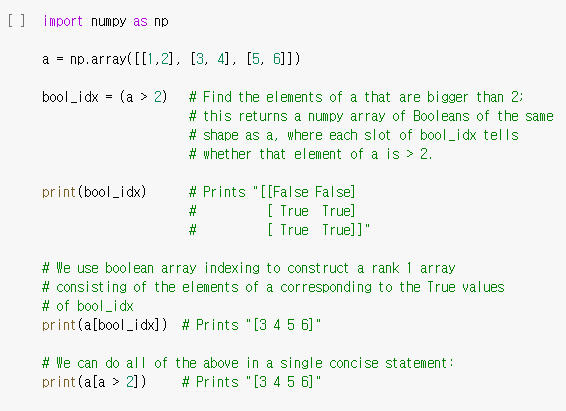 [ ] import numpy as np
a = np.array([[1,2], [3, 4], [5, 6]])
bool_idx = (a > 2)   # Find the elements of a that are bigger than 2;
                     # this returns a numpy array of Booleans of the same
                     # shape as a, where each slot of bool_idx tells
                     # whether that element of a is > 2.
print(bool_idx)      # Prints "[[False False]
                     #          [ True  True]
                     #          [ True  True]]"
# We use boolean array indexing to construct a rank 1 array
# consisting of the elements of a corresponding to the True values
# of bool_idx
print(a[bool_idx])  # Prints "[3 4 5 6]"
# We can do all of the above in a single concise statement:
print(a[a > 2])     # Prints "[3 4 5 6]"